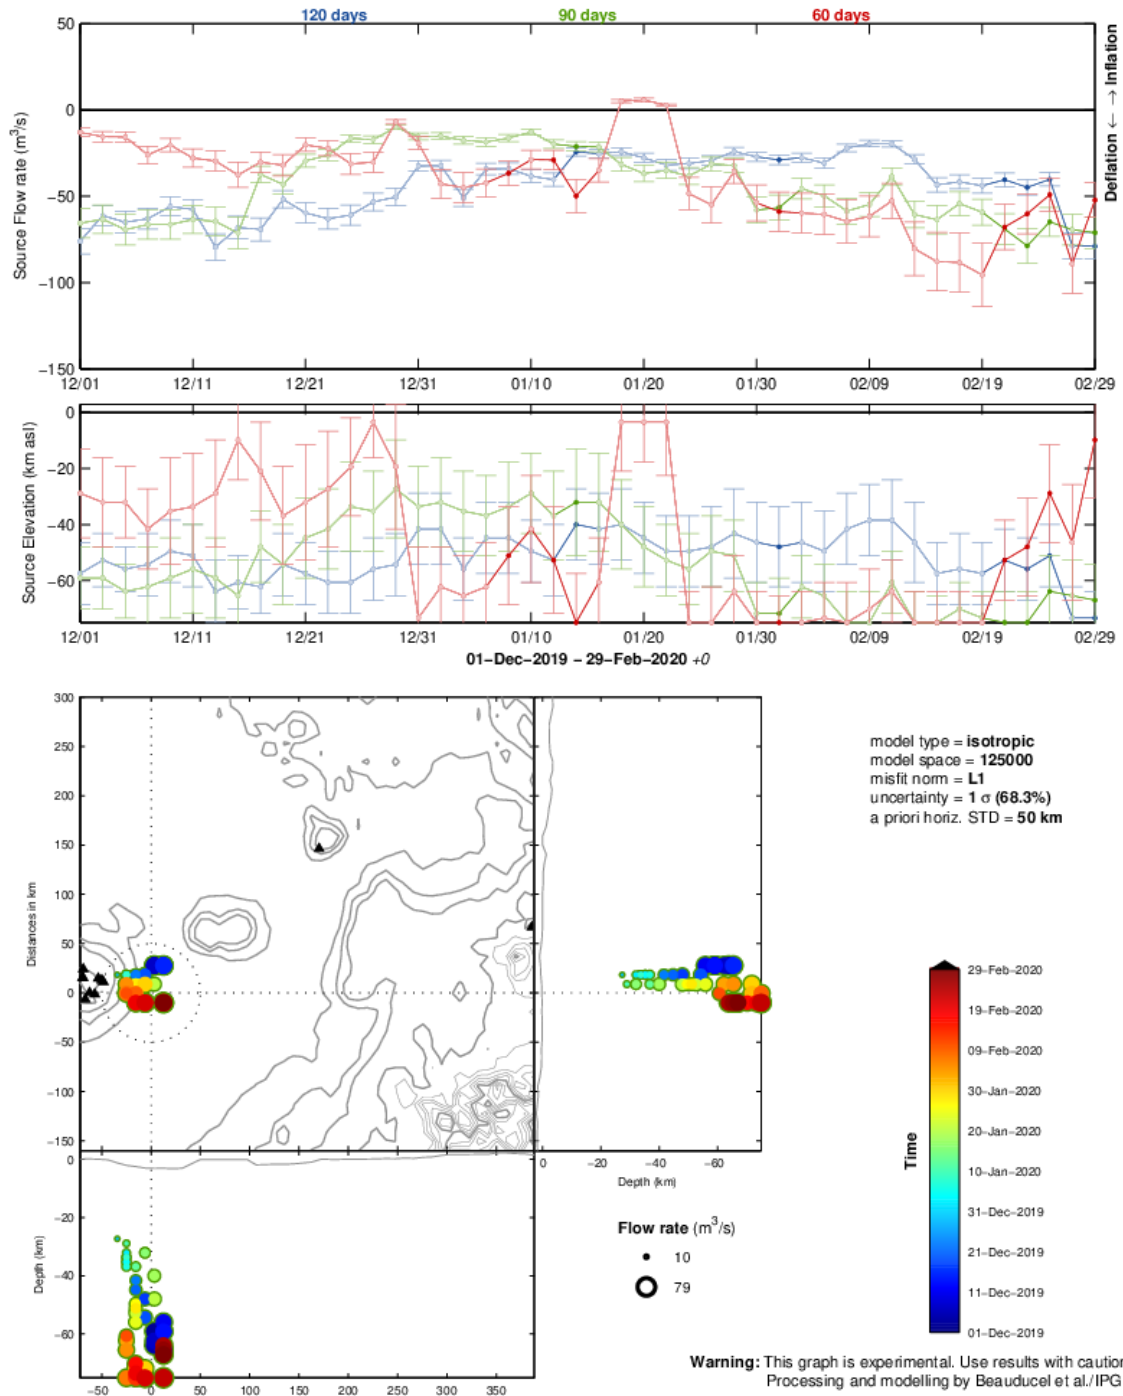 120 days 90 days 60 days
50
0
−50
−100
−150
Source Flow rate (m³/s)
Deflation ← → Inflation
12/01 12/11 12/21 12/31 01/10 01/20 01/30 02/09 02/19 02/29
0
−20
−40
−60
Source Elevation (km asl)
12/01 12/11 12/21 12/31 01/10 01/20 01/30 02/09 02/19 02/29
01−Dec−2019 − 29−Feb−2020 +0
300
250
200
150
100
50
0
−50
−100
−150
Distances in km
model type = isotropic
model space = 125000
misfit norm = L1
uncertainty = 1 σ (68.3%)
a priori horiz. STD = 50 km
0 −20 −40 −60
Depth (km)
0
−20
−40
−60
Depth (km)
−50 0 50 100 150 200 250 300 350
Flow rate (m³/s)
10
79
Time
29−Feb−2020
19−Feb−2020
09−Feb−2020
30−Jan−2020
20−Jan−2020
10−Jan−2020
31−Dec−2019
21−Dec−2019
11−Dec−2019
01−Dec−2019
Warning: This graph is experimental. Use results with caution
Processing and modelling by Beauducel et al./IPG